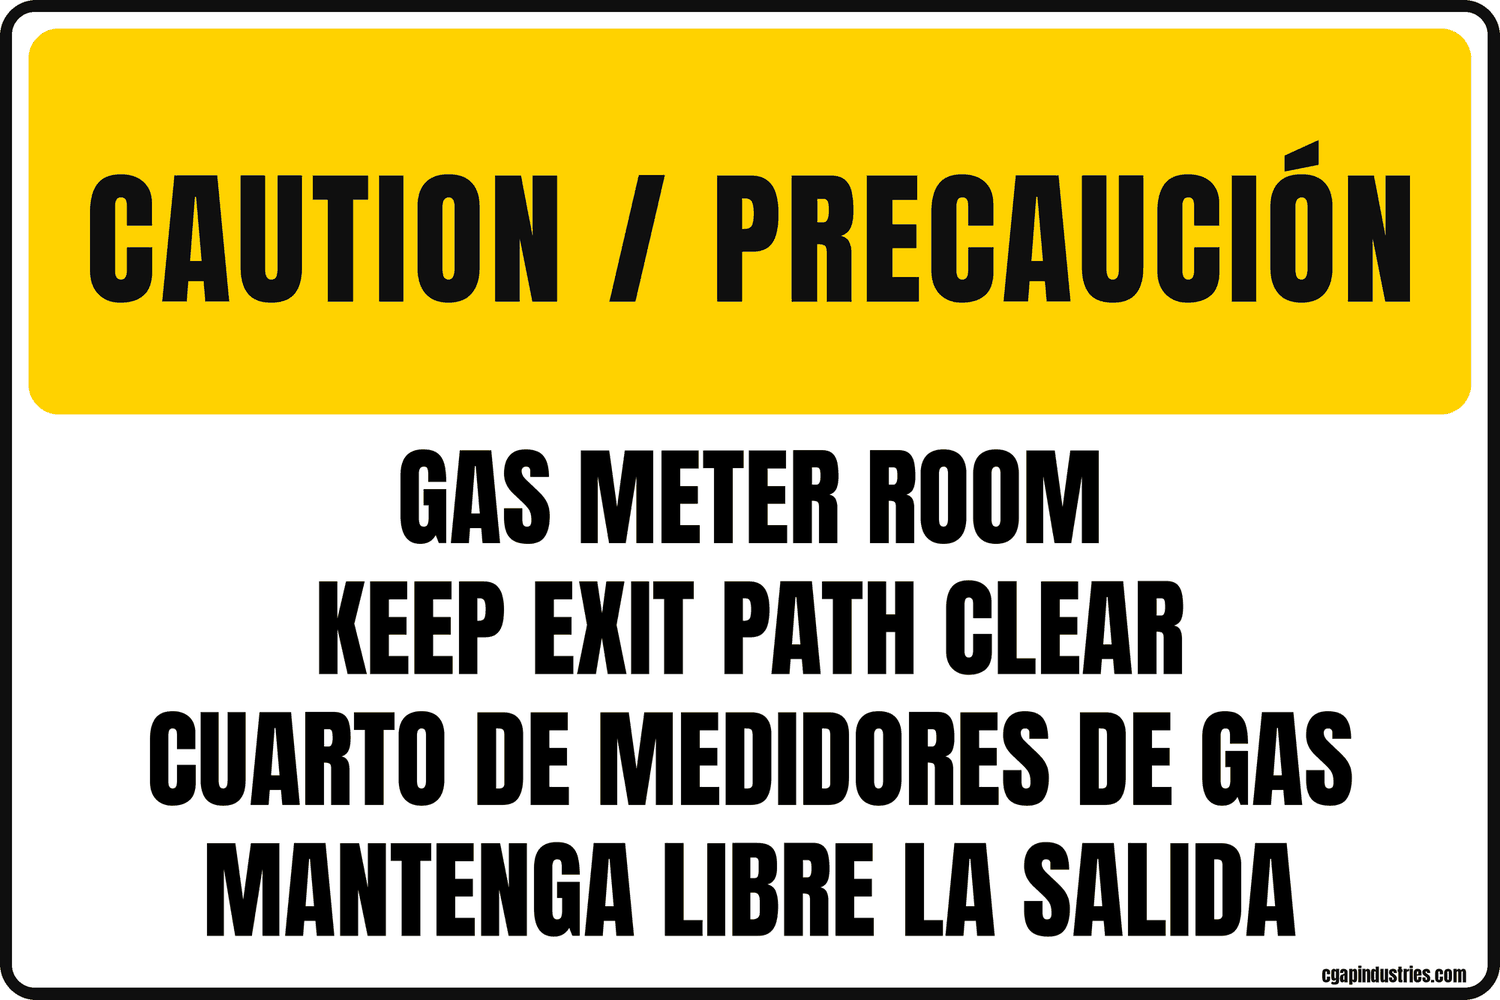 CAUTION / PRECAUCIÓN
GAS METER ROOM
KEEP EXIT PATH CLEAR
CUARTO DE MEDIDORES DE GAS
MANTENGA LIBRE LA SALIDA
cgapindustries.com